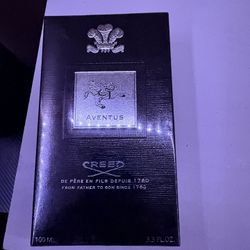 AVENTUS
CREED
DE PÈRE EN FILS DEPUIS 1760
FROM FATHER TO SON SINCE 1760
100 ML 3.3 FL.OZ.